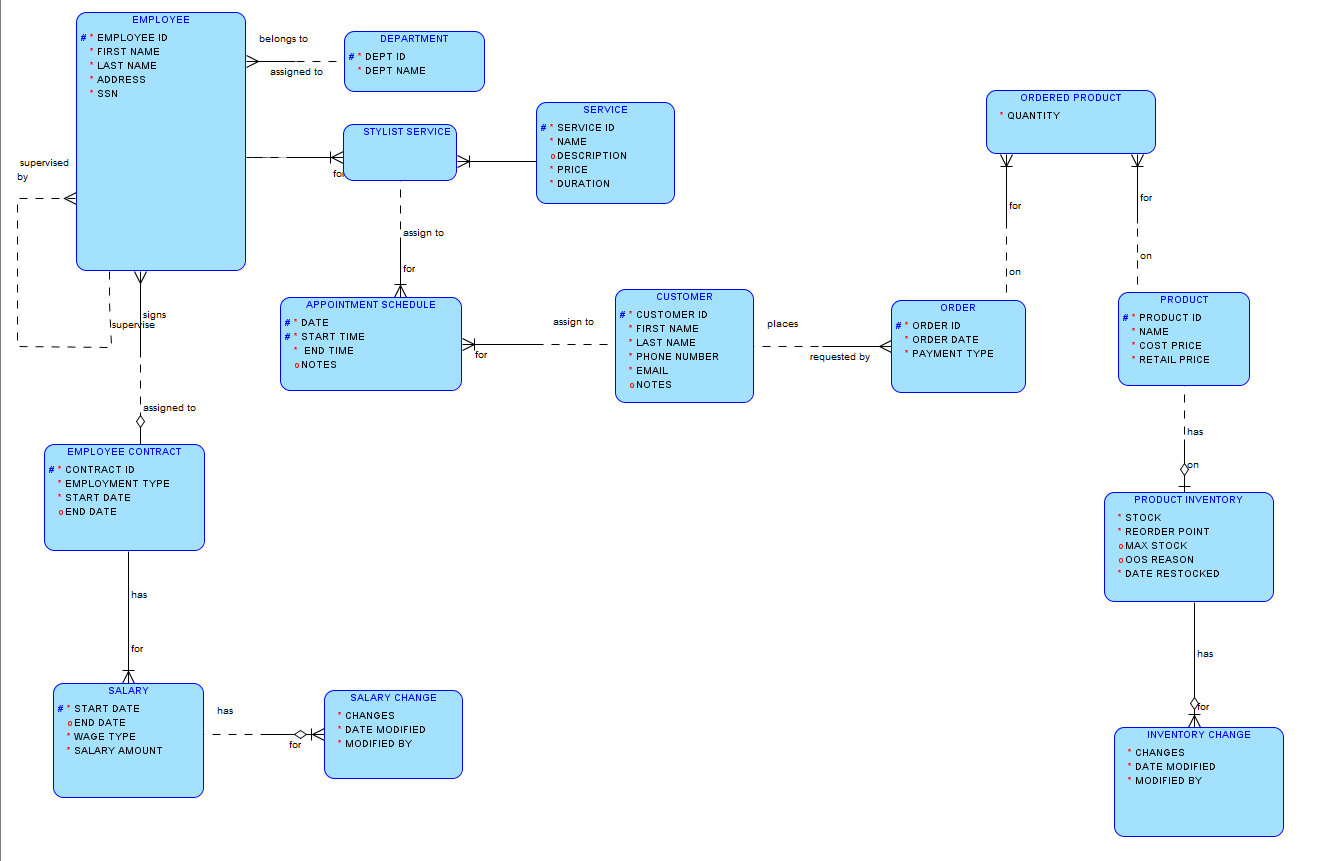 EMPLOYEE
# * EMPLOYEE ID
* FIRST NAME
* LAST NAME
* ADDRESS
* SSN
belongs to
assigned to
DEPARTMENT
# * DEPT ID
* DEPT NAME
STYLIST SERVICE
for
SERVICE
# * SERVICE ID
* NAME
o DESCRIPTION
* PRICE
* DURATION
supervised
by
supervise
signs
assigned to
assign to
for
APPOINTMENT SCHEDULE
# * DATE
# * START TIME
* END TIME
o NOTES
assign to
for
CUSTOMER
# * CUSTOMER ID
* FIRST NAME
* LAST NAME
* PHONE NUMBER
* EMAIL
o NOTES
places
requested by
ORDER
# * ORDER ID
* ORDER DATE
* PAYMENT TYPE
ORDERED PRODUCT
* QUANTITY
for
on
for
on
PRODUCT
# * PRODUCT ID
* NAME
* COST PRICE
* RETAIL PRICE
has
on
PRODUCT INVENTORY
* STOCK
* REORDER POINT
o MAX STOCK
o OOS REASON
* DATE RESTOCKED
has
for
INVENTORY CHANGE
* CHANGES
* DATE MODIFIED
* MODIFIED BY
EMPLOYEE CONTRACT
# * CONTRACT ID
* EMPLOYMENT TYPE
* START DATE
o END DATE
has
for
SALARY
# * START DATE
o END DATE
* WAGE TYPE
* SALARY AMOUNT
has
for
SALARY CHANGE
* CHANGES
* DATE MODIFIED
* MODIFIED BY